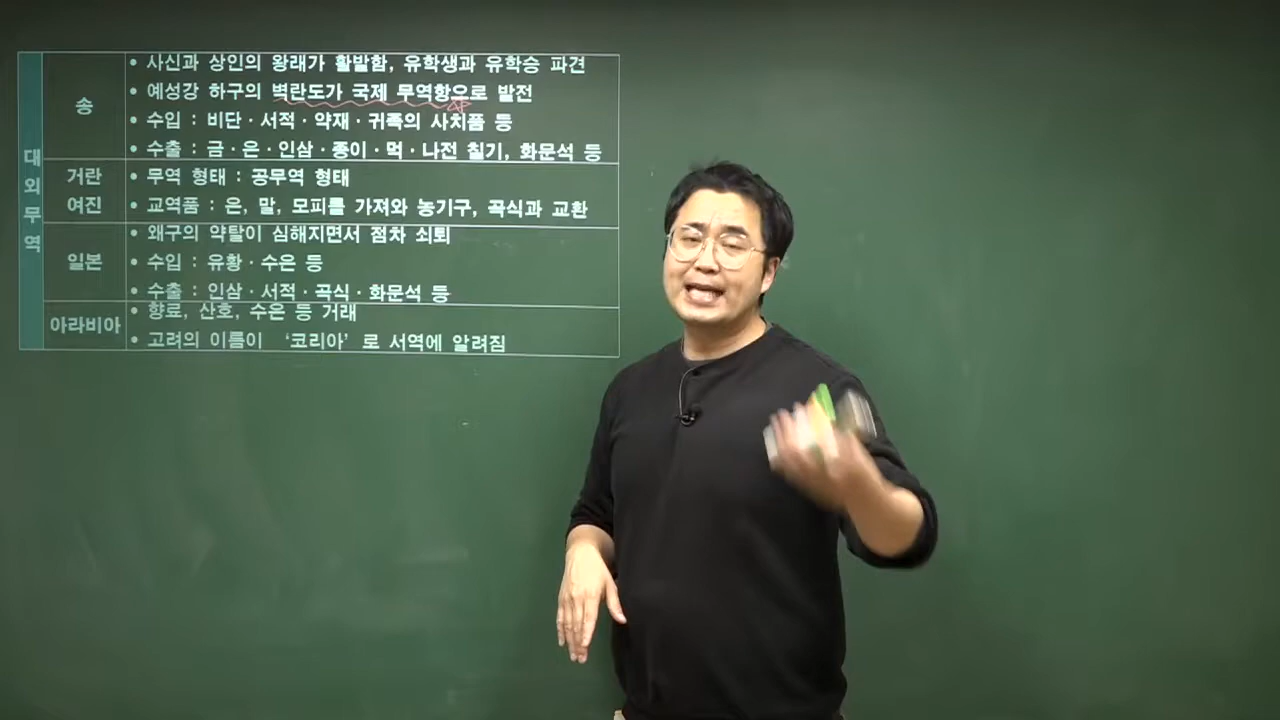 대외무역
송
• 사신과 상인의 왕래가 활발함, 유학생과 유학승 파견
• 예성강 하구의 벽란도가 국제 무역항으로 발전
• 수입 : 비단·서적·약재·귀족의 사치품 등
• 수출 : 금·은·인삼·종이·먹·나전 칠기, 화문석 등
거란
여진
• 무역 형태 : 공무역 형태
• 교역품 : 은, 말, 모피를 가져와 농기구, 곡식과 교환
일본
• 왜구의 약탈이 심해지면서 점차 쇠퇴
• 수입 : 유황·수은 등
• 수출 : 인삼·서적·곡식·화문석 등
아라비아
• 향료, 산호, 수은 등 거래
• 고려의 이름이 ‘코리아’로 서역에 알려짐